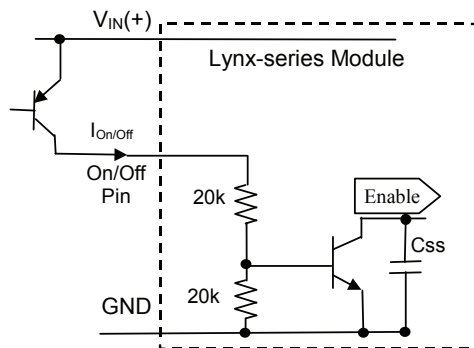 VIN(+)
Lynx-series Module
IOn/Off
On/Off
Pin
20k
Enable
Css
20k
GND